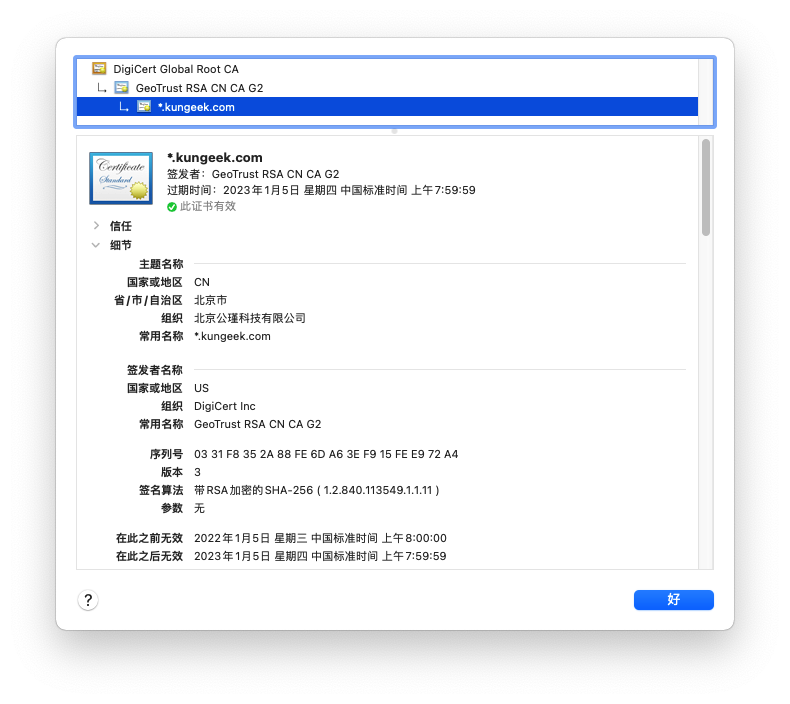 DigiCert Global Root CA
GeoTrust RSA CN CA G2
*.kungeek.com
Certificate
Standard
*.kungeek.com
签发者：GeoTrust RSA CN CA G2
过期时间：2023年1月5日 星期四 中国标准时间 上午7:59:59
此证书有效
信任
细节
主题名称
国家或地区 CN
省/市/自治区 北京市
组织 北京公瑾科技有限公司
常用名称 *.kungeek.com
签发者名称
国家或地区 US
组织 DigiCert Inc
常用名称 GeoTrust RSA CN CA G2
序列号 03 31 F8 35 2A 88 FE 6D A6 3E F9 15 FE E9 72 A4
版本 3
签名算法 带RSA加密的SHA-256 ( 1.2.840.113549.1.1.11 )
参数 无
在此之前无效 2022年1月5日 星期三 中国标准时间 上午8:00:00
在此之后无效 2023年1月5日 星期四 中国标准时间 上午7:59:59
?
好